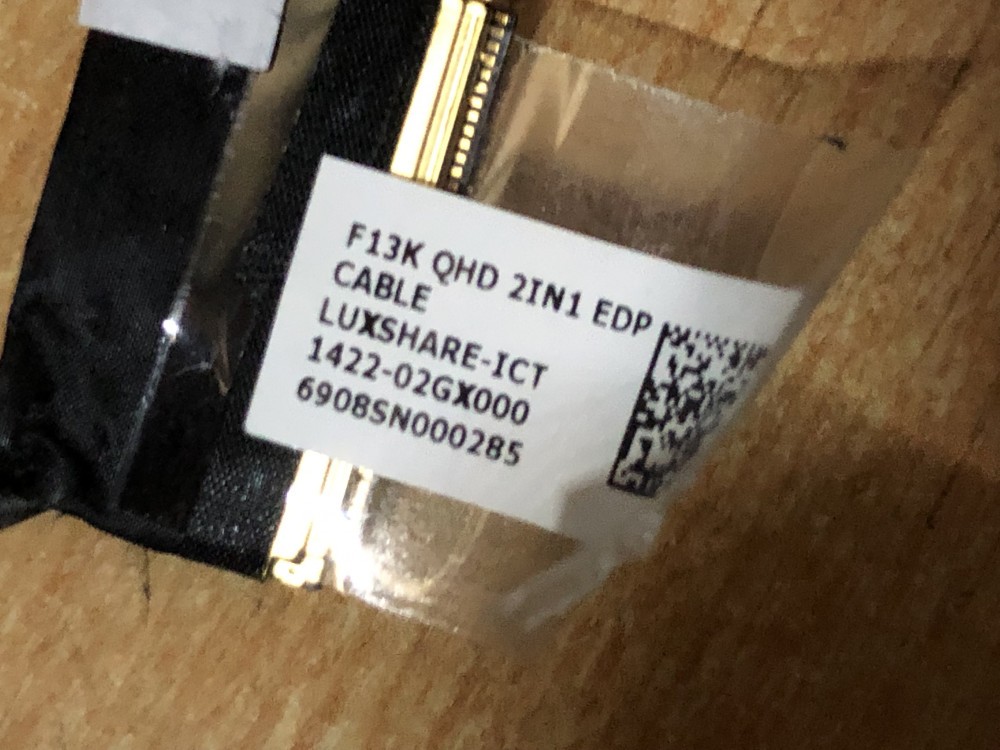 F13K QHD 2IN1 EDP
CABLE
LUXSHARE-ICT
1422-02GX000
6908SN000285